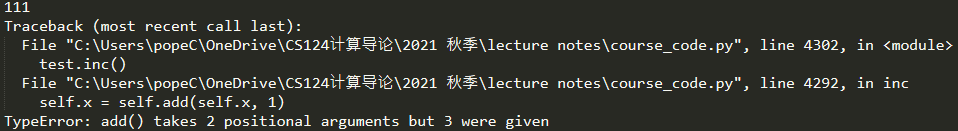 111
Traceback (most recent call last):
  File "C:\Users\popeC\OneDrive\CS124计算导论\2021 秋季\lecture notes\course_code.py", line 4302, in <module>
    test.inc()
  File "C:\Users\popeC\OneDrive\CS124计算导论\2021 秋季\lecture notes\course_code.py", line 4292, in inc
    self.x = self.add(self.x, 1)
TypeError: add() takes 2 positional arguments but 3 were given